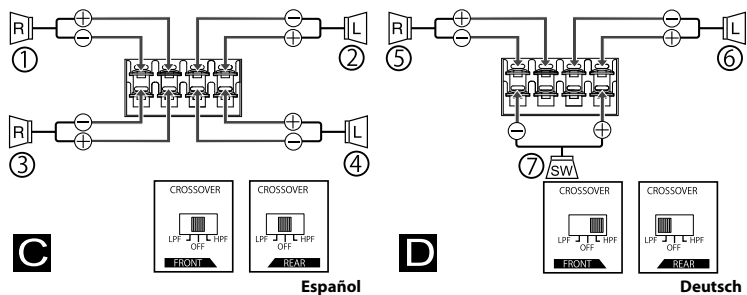 R + − − + L
① ②
+ − − + L
R + − − + L
⑤ ⑥
R − + + − L
③ ④
− +
⑦ SW
CROSSOVER
LPF OFF HPF
FRONT
CROSSOVER
LPF OFF HPF
REAR
C
Español
CROSSOVER
LPF OFF HPF
FRONT
CROSSOVER
LPF OFF HPF
REAR
D
Deutsch